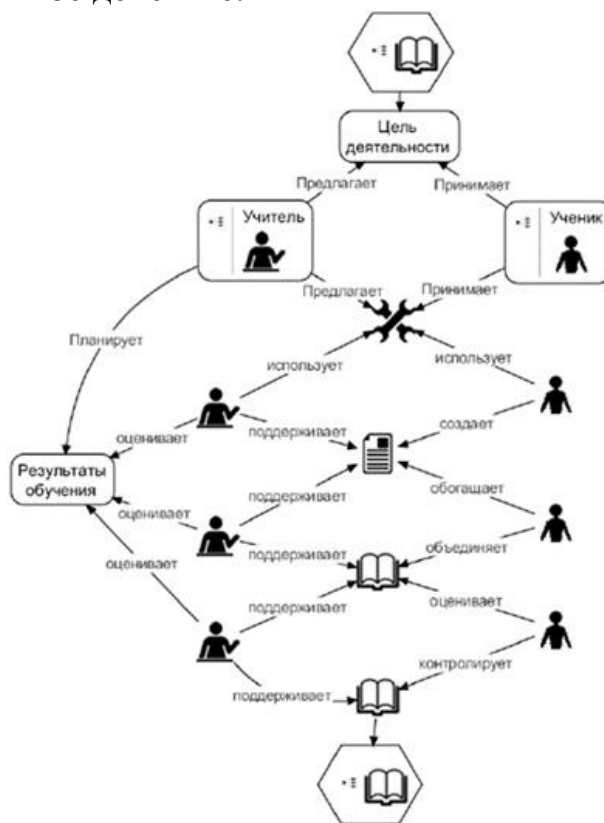 Цель
деятельности
Предлагает
Принимает
Учитель
Ученик
Предлагает
Принимает
Планирует
использует
использует
оценивает
поддерживает
создает
Результаты
обучения
поддерживает
обогащает
оценивает
поддерживает
объединяет
оценивает
поддерживает
оценивает
контролирует
поддерживает